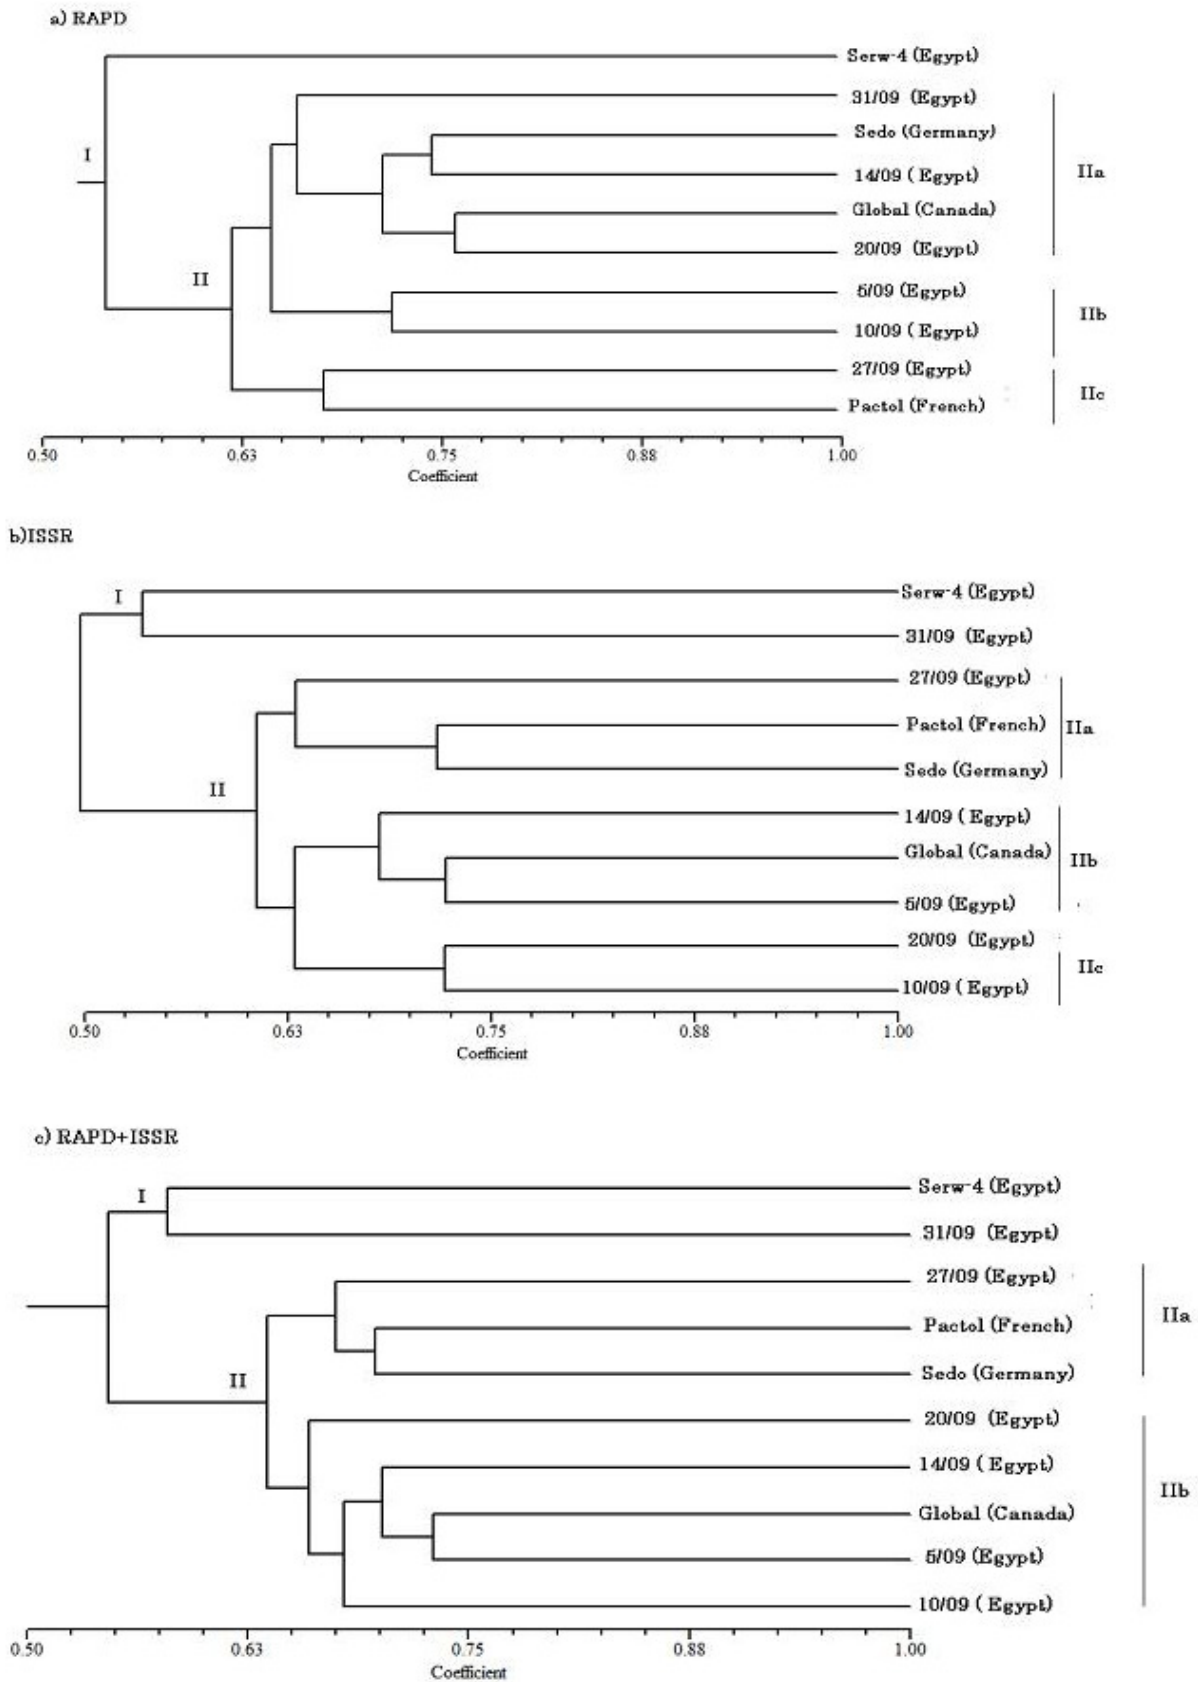 a) RAPD
Serw-4 (Egypt)
31/09 (Egypt)
Sedo (Germany)
I
14/09 ( Egypt)
IIa
Global (Canada)
20/09 (Egypt)
II
5/09 (Egypt)
IIb
10/09 ( Egypt)
27/09 (Egypt)
IIc
Pactol (French)
0.50 0.63 0.75 0.88 1.00
Coefficient
b)ISSR
I
Serw-4 (Egypt)
31/09 (Egypt)
27/09 (Egypt)
Pactol (French)
IIa
Sedo (Germany)
II
14/09 ( Egypt)
Global (Canada)
IIb
5/09 (Egypt)
20/09 (Egypt)
IIc
10/09 ( Egypt)
0.50 0.63 0.75 0.88 1.00
Coefficient
c) RAPD+ISSR
I
Serw-4 (Egypt)
31/09 (Egypt)
27/09 (Egypt)
IIa
Pactol (French)
Sedo (Germany)
II
20/09 (Egypt)
14/09 ( Egypt)
IIb
Global (Canada)
5/09 (Egypt)
10/09 ( Egypt)
0.50 0.63 0.75 0.88 1.00
Coefficient